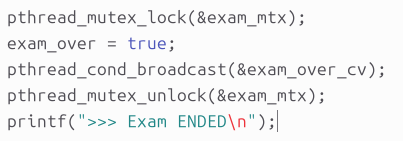 pthread_mutex_lock(&exam_mtx);
exam_over = true;
pthread_cond_broadcast(&exam_over_cv);
pthread_mutex_unlock(&exam_mtx);
printf(">>> Exam ENDED\n");